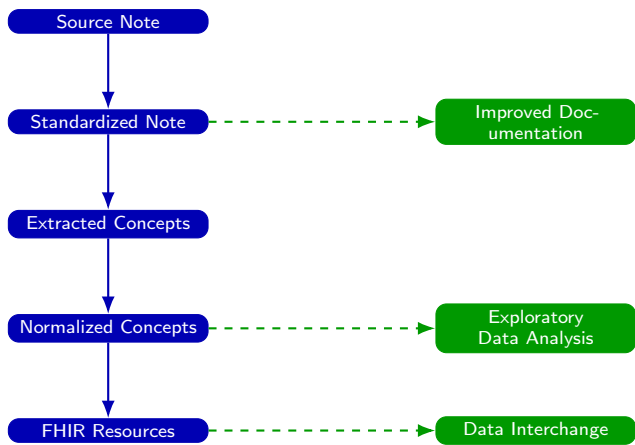 Source Note
Standardized Note
Improved Doc-
umentation
Extracted Concepts
Normalized Concepts
Exploratory
Data Analysis
FHIR Resources
Data Interchange